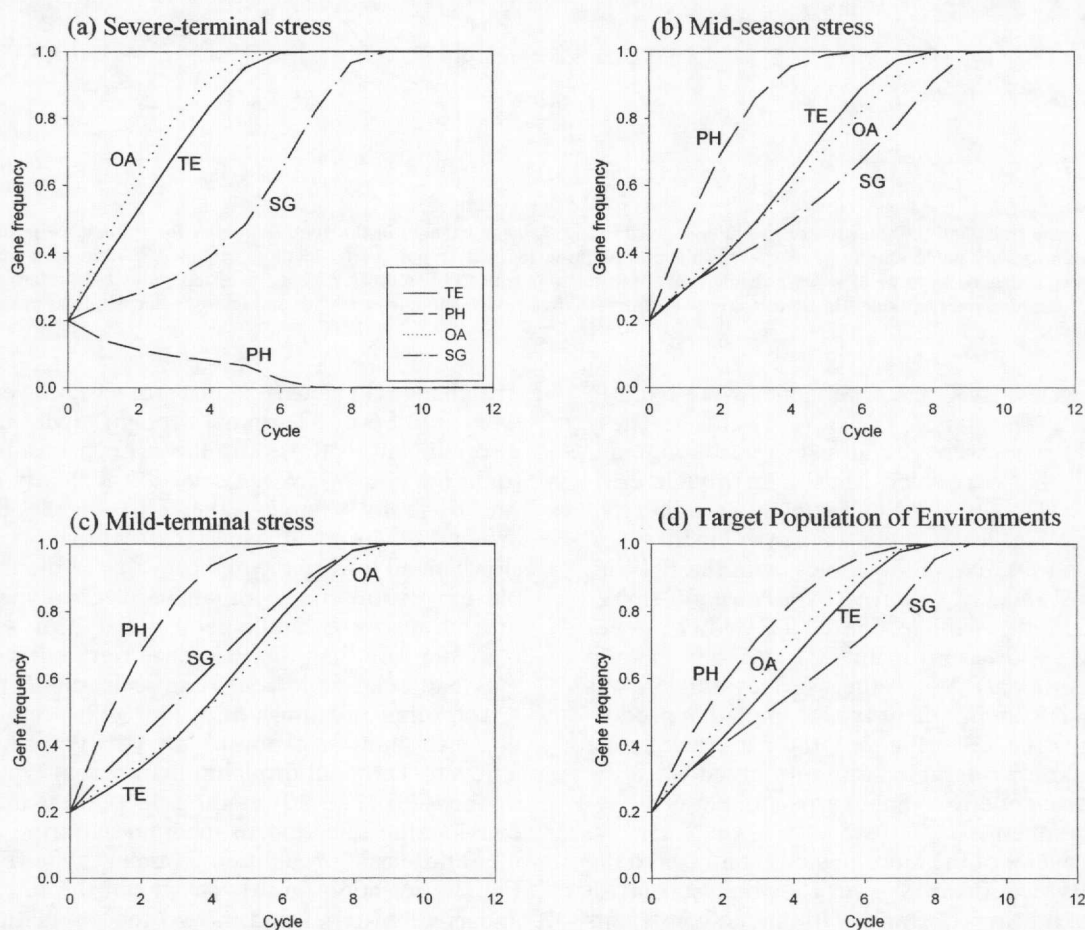 (a) Severe-terminal stress
1.0
0.8
0.6
0.4
0.2
0.0
Gene frequency
OA
TE
SG
PH
TE
PH
OA
SG
0 2 4 6 8 10 12
Cycle
(b) Mid-season stress
1.0
0.8
0.6
0.4
0.2
0.0
Gene frequency
PH
TE
OA
SG
0 2 4 6 8 10 12
Cycle
(c) Mild-terminal stress
1.0
0.8
0.6
0.4
0.2
0.0
Gene frequency
PH
SG
OA
TE
0 2 4 6 8 10 12
Cycle
(d) Target Population of Environments
1.0
0.8
0.6
0.4
0.2
0.0
Gene frequency
PH
OA
TE
SG
0 2 4 6 8 10 12
Cycle